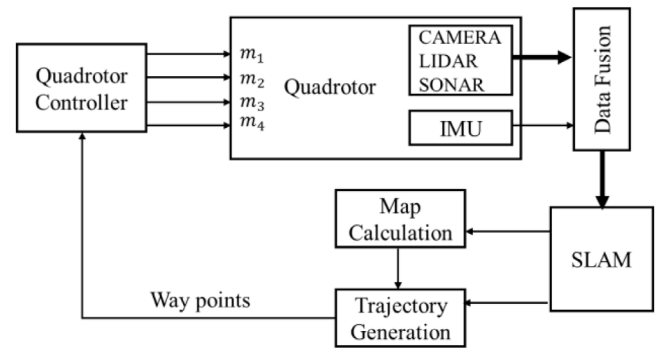 Quadrotor
Controller
m₁
m₂
m₃
m₄
Quadrotor
CAMERA
LIDAR
SONAR
IMU
Data Fusion
Map
Calculation
SLAM
Way points
Trajectory
Generation